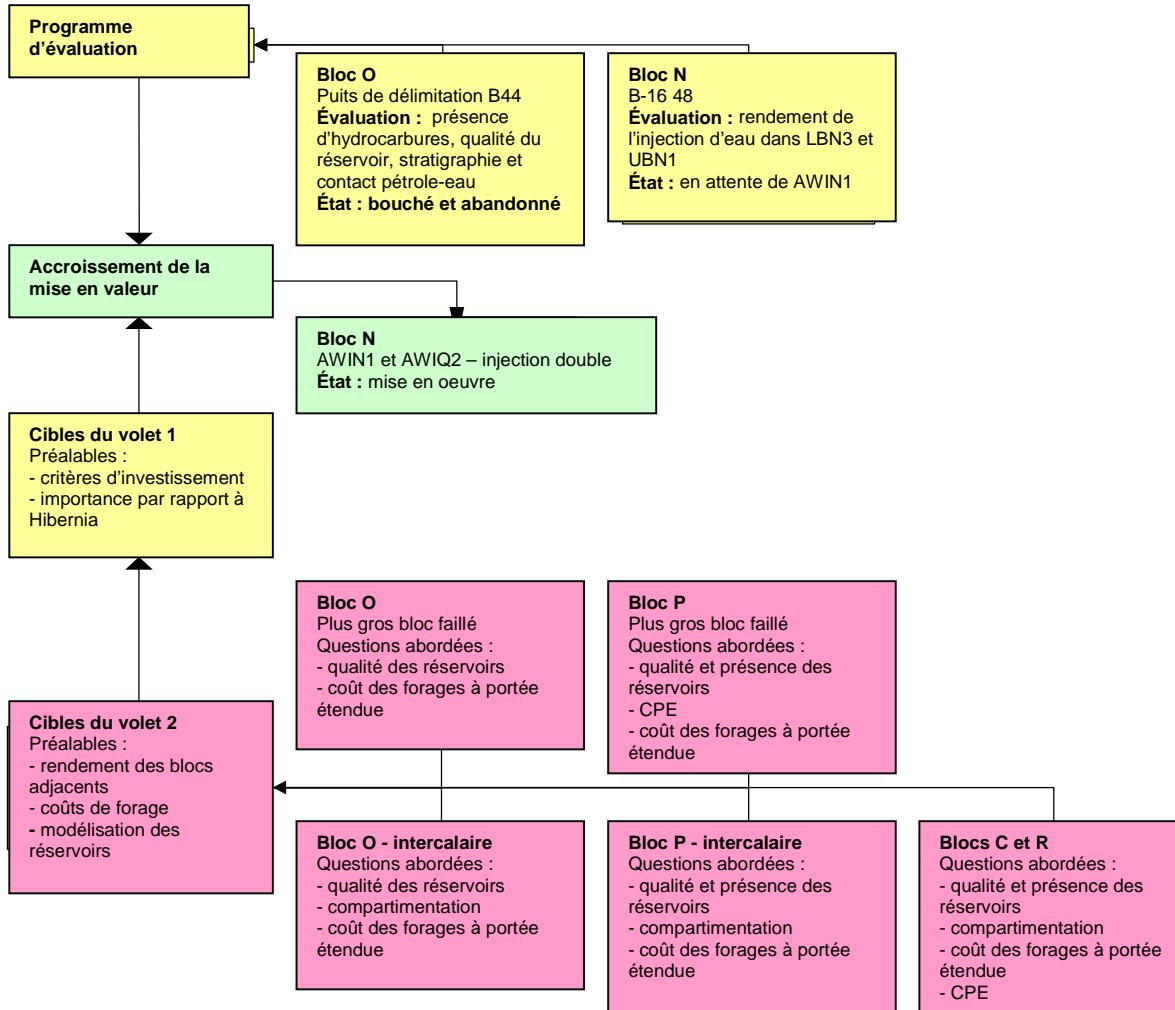 Programme
d'évaluation
Bloc O
Puits de délimitation B44
Évaluation : présence
d'hydrocarbures, qualité du
réservoir, stratigraphie et
contact pétrole-eau
État : bouché et abandonné
Bloc N
B-16 48
Évaluation : rendement de
l'injection d'eau dans LBN3 et
UBN1
État : en attente de AWIN1
Accroissement de la
mise en valeur
Bloc N
AWIN1 et AWIQ2 – injection double
État : mise en oeuvre
Cibles du volet 1
Préalables :
- critères d'investissement
- importance par rapport à
Hibernia
Bloc O
Plus gros bloc faillé
Questions abordées :
- qualité des réservoirs
- coût des forages à portée
étendue
Bloc P
Plus gros bloc faillé
Questions abordées :
- qualité et présence des
réservoirs
- CPE
- coût des forages à portée
étendue
Cibles du volet 2
Préalables :
- rendement des blocs
adjacents
- coûts de forage
- modélisation des
réservoirs
Bloc O - intercalaire
Questions abordées :
- qualité des réservoirs
- compartimentation
- coût des forages à portée
étendue
Bloc P - intercalaire
Questions abordées :
- qualité et présence des
réservoirs
- compartimentation
- coût des forages à portée
étendue
Blocs C et R
Questions abordées :
- qualité et présence des
réservoirs
- compartimentation
- coût des forages à portée
étendue
- CPE